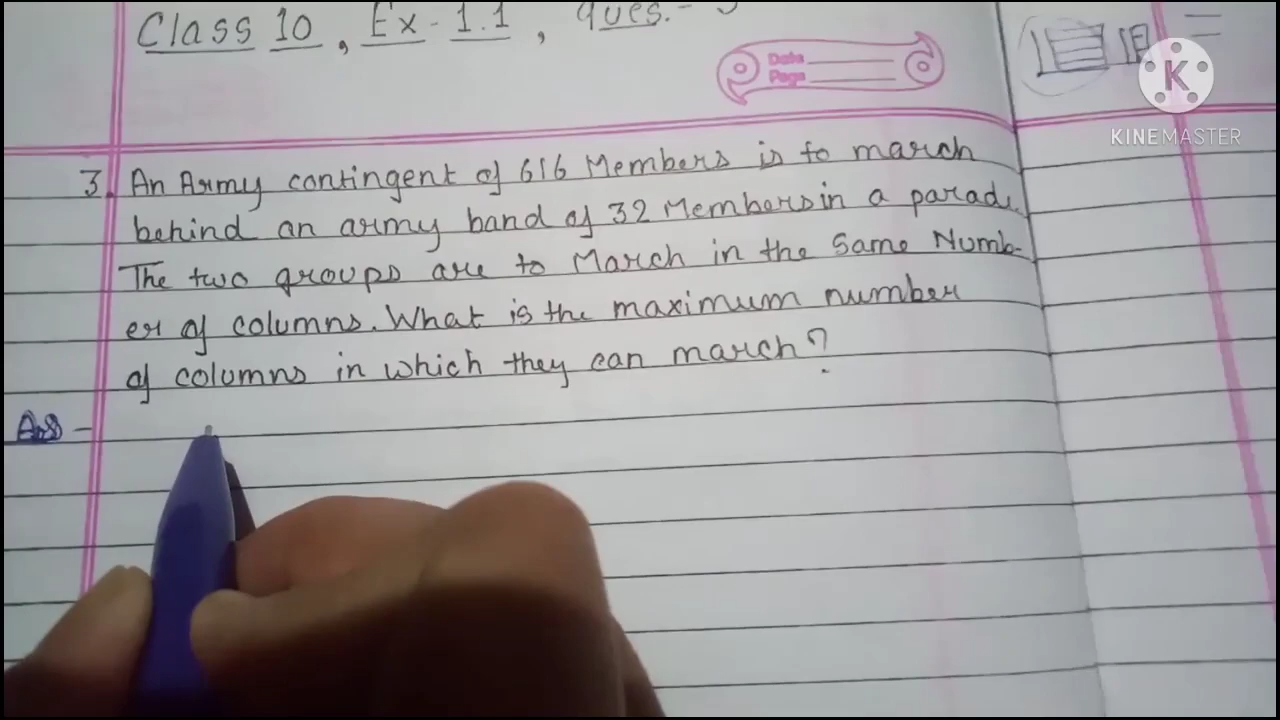 Class 10, Ex-1.1, Ques.-
Date
Page
KINEMASTER
3. An Army contingent of 616 Members is to march
behind an army band of 32 Members in a parade.
The two groups are to March in the same Numb-
er of columns. What is the maximum number
of columns in which they can march?
Ans -